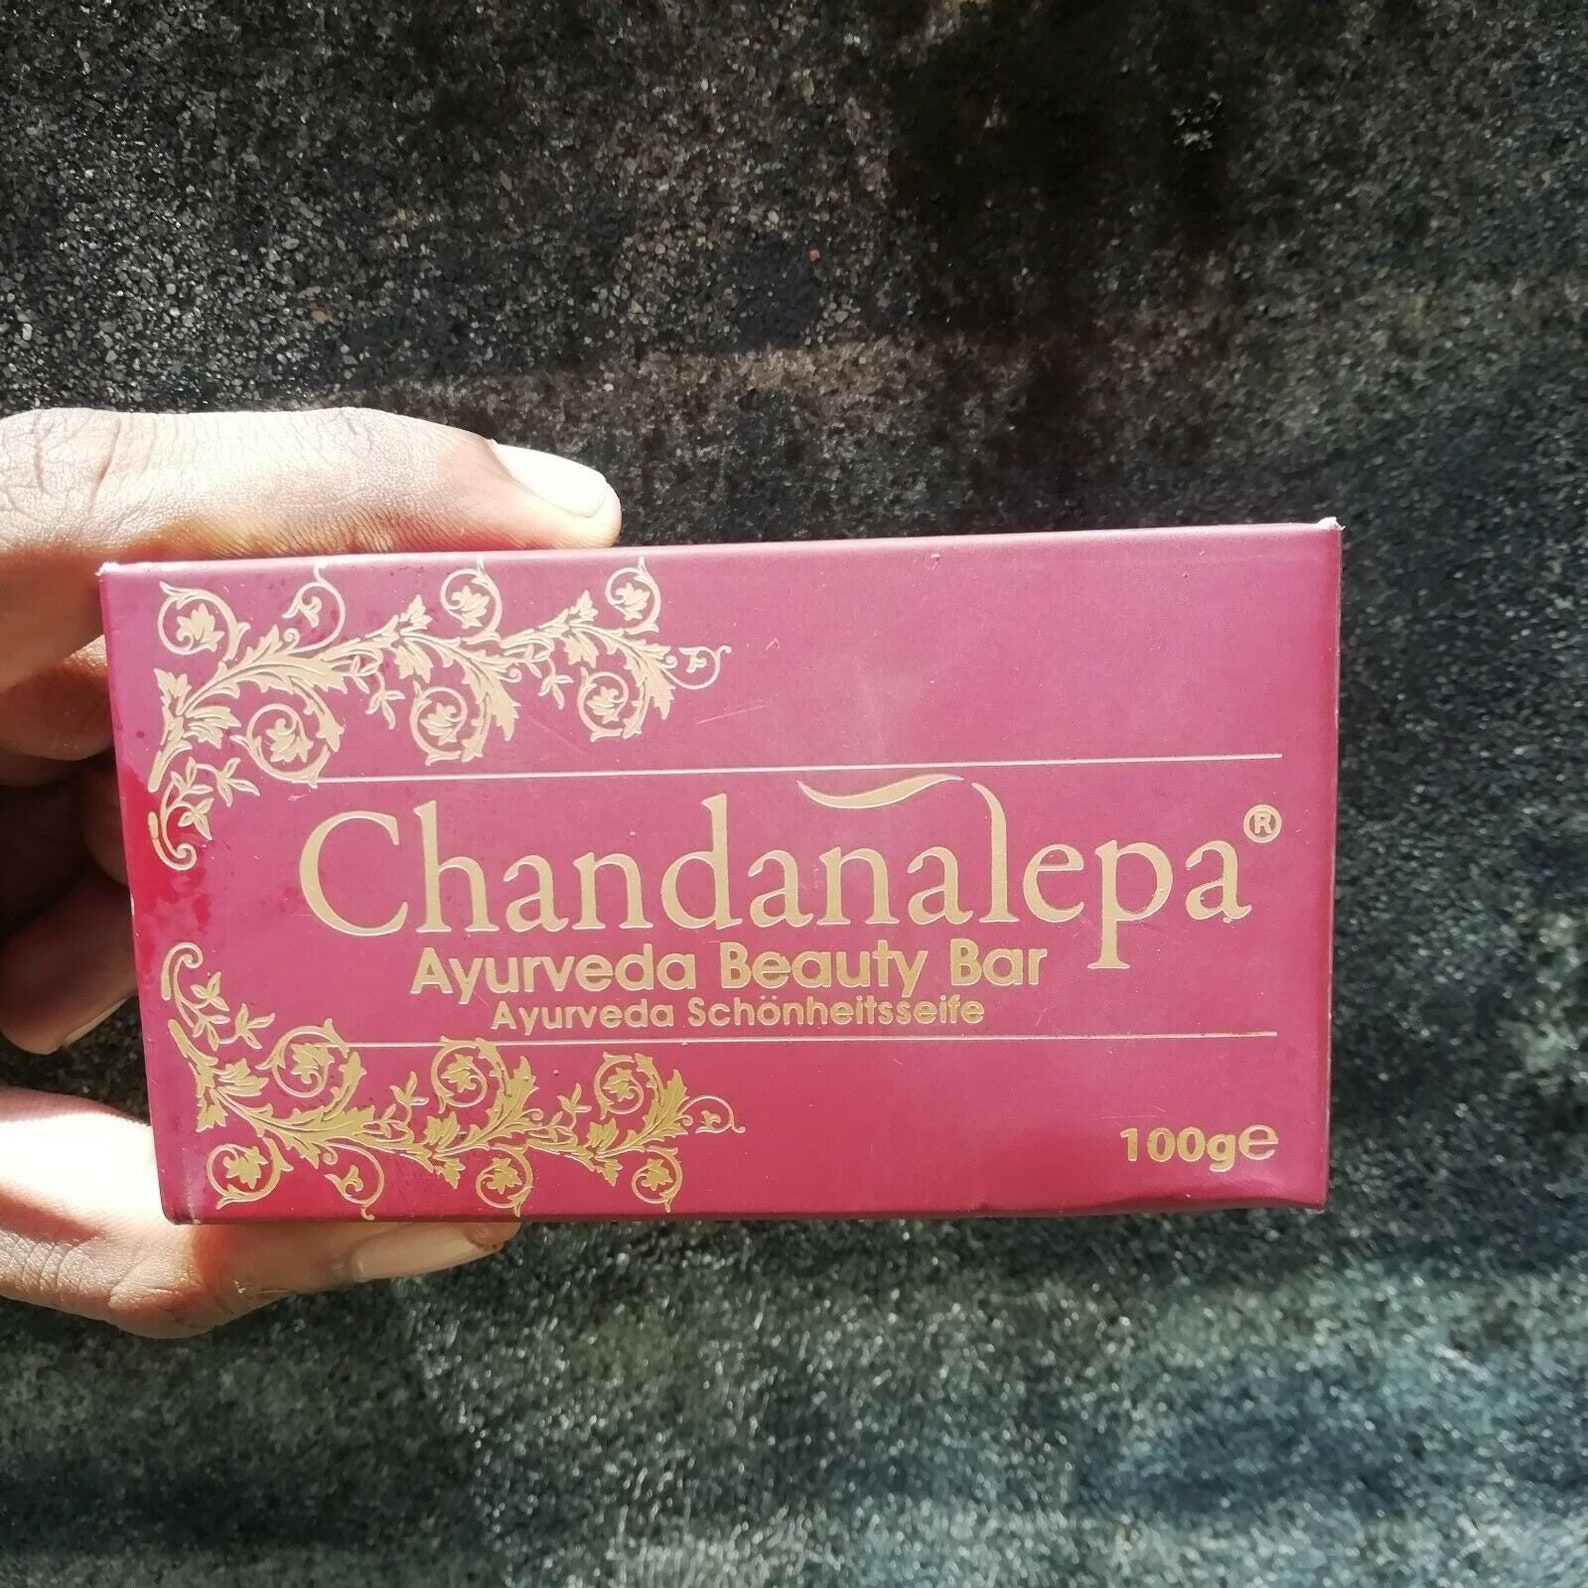 Chandanalepa®
Ayurveda Beauty Bar
Ayurveda Schönheitsseife
100g℮